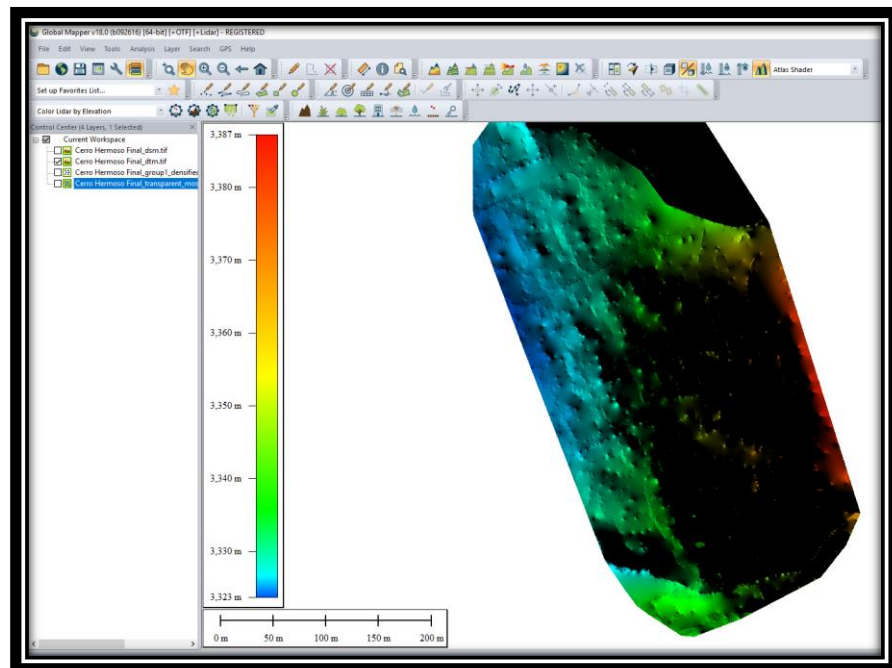 Global Mapper v18.0 (b092616) [64-bit] [+OTF] [+Lidar] - REGISTERED
File Edit View Tools Analysis Layer Search GPS Help
Atlas Shader
Set up Favorites List...
Color Lidar by Elevation
Control Center (4 Layers, 1 Selected)
Current Workspace
Cerro Hermoso Final_dsm.tif
Cerro Hermoso Final_dtm.tif
Cerro Hermoso Final_group1_densified
Cerro Hermoso Final_transparent_mos
3,387 m
3,380 m
3,370 m
3,360 m
3,350 m
3,340 m
3,330 m
3,323 m
0 m 50 m 100 m 150 m 200 m